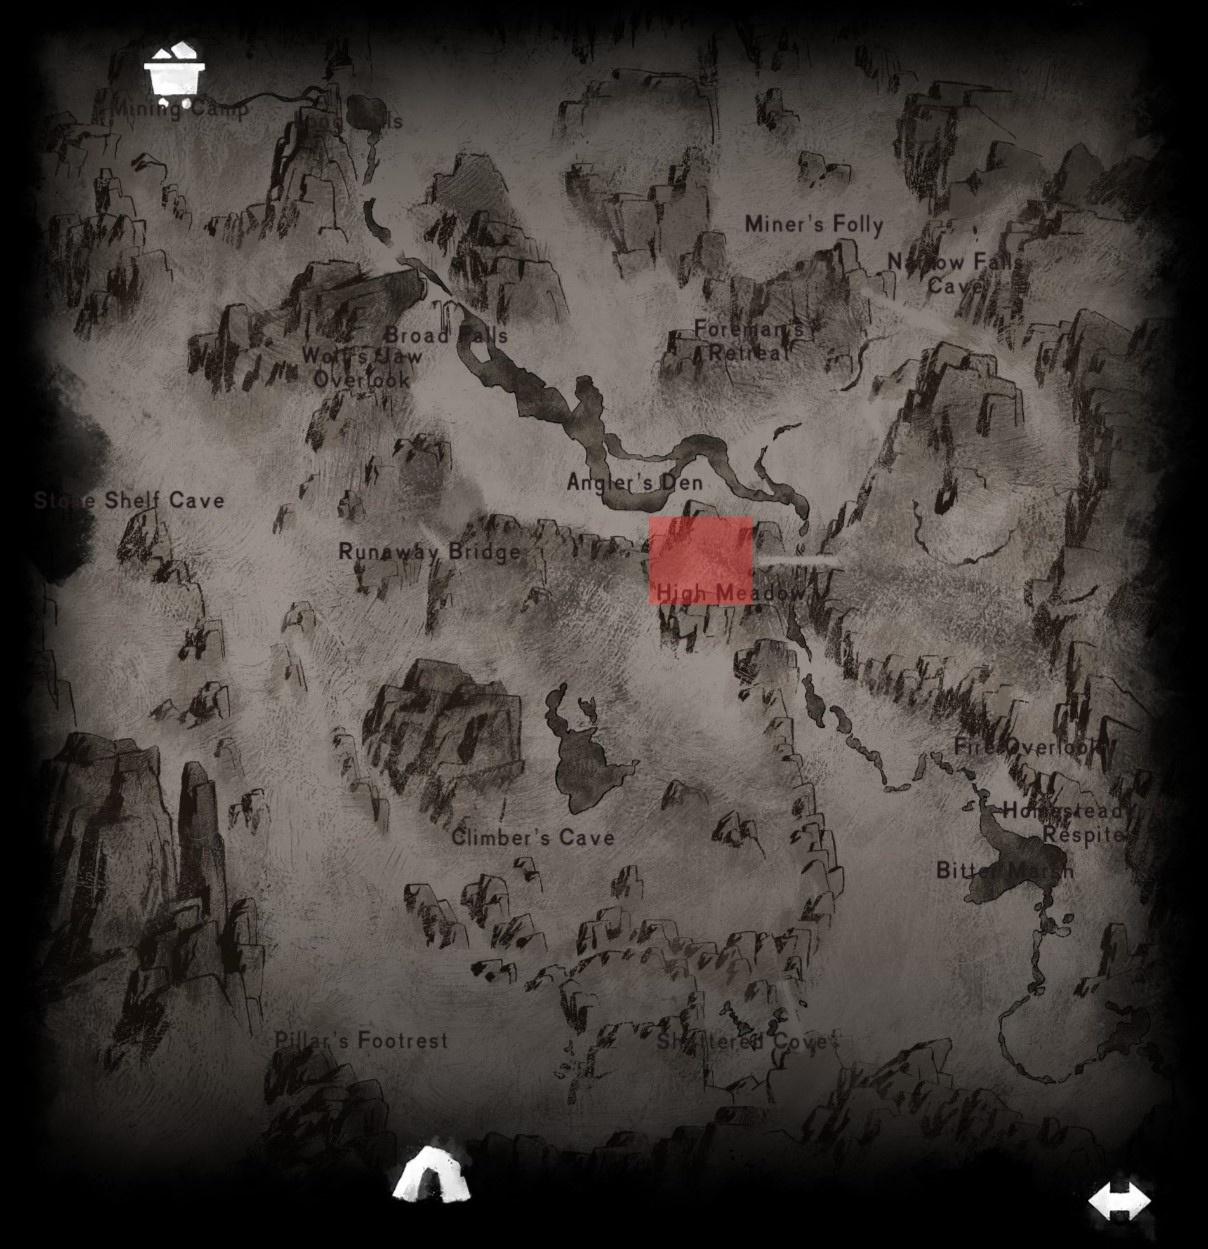 Mining Camp
Miner's Folly
Narrow Falls
Cave
Broad Falls
Foreman's
Retreat
Wolf's Jaw
Overlook
Angler's Den
Stone Shelf Cave
Runaway Bridge
High Meadow
Fire Overlook
Homestead
Respite
Climber's Cave
Bitter Marsh
Pillar's Footrest
Shattered Cove